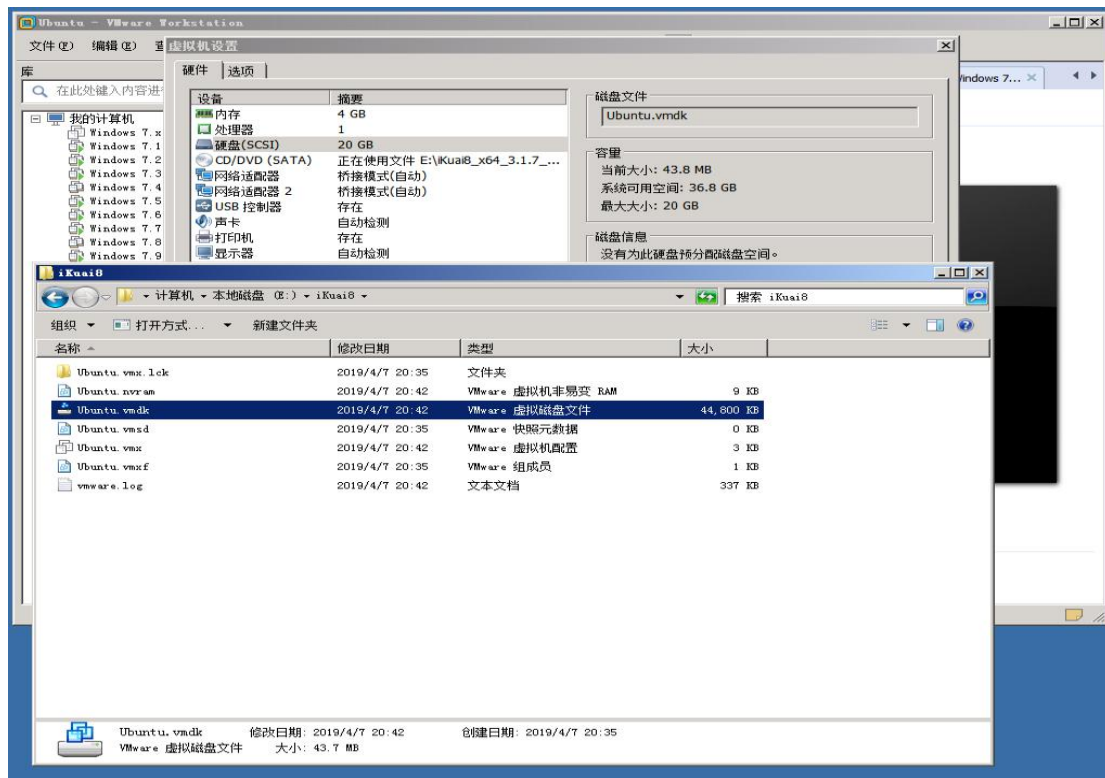 Ubuntu - VMware Workstation
文件(F) 编辑(E) 查
虚拟机设置
库
在此处键入内容进
我的计算机
Windows 7.x
Windows 7.1
Windows 7.2
Windows 7.3
Windows 7.4
Windows 7.5
Windows 7.6
Windows 7.7
Windows 7.8
Windows 7.9
硬件 选项
设备 摘要
内存 4 GB
处理器 1
硬盘(SCSI) 20 GB
CD/DVD (SATA) 正在使用文件 E:\iKuai8_x64_3.1.7_...
网络适配器 桥接模式(自动)
网络适配器 2 桥接模式(自动)
USB 控制器 存在
声卡 自动检测
打印机 存在
显示器 自动检测
磁盘文件
Ubuntu.vmdk
容量
当前大小: 43.8 MB
系统可用空间: 36.8 GB
最大大小: 20 GB
磁盘信息
没有为此硬盘预分配磁盘空间。
indows 7...
iKuai8
计算机 本地磁盘 (E:) iKuai8
搜索 iKuai8
组织 打开方式... 新建文件夹
名称 修改日期 类型 大小
Ubuntu.vmx.lck 2019/4/7 20:35 文件夹
Ubuntu.nvram 2019/4/7 20:42 VMware 虚拟机非易变 RAM 9 KB
Ubuntu.vmdk 2019/4/7 20:42 VMware 虚拟磁盘文件 44,800 KB
Ubuntu.vmsd 2019/4/7 20:35 VMware 快照元数据 0 KB
Ubuntu.vmx 2019/4/7 20:42 VMware 虚拟机配置 3 KB
Ubuntu.vmxf 2019/4/7 20:35 VMware 组成员 1 KB
vmware.log 2019/4/7 20:42 文本文档 337 KB
Ubuntu.vmdk 修改日期: 2019/4/7 20:42 创建日期: 2019/4/7 20:35
VMware 虚拟磁盘文件 大小: 43.7 MB